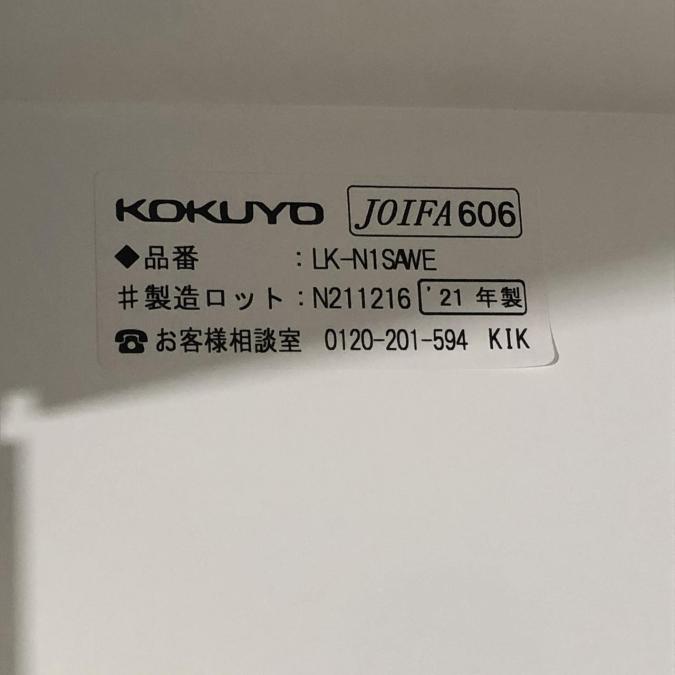 KOKUYO JOIFA606
◆品番 : LK-N1SAWE
#製造ロット : N211216 '21 年製
☎お客様相談室 0120-201-594 KIK